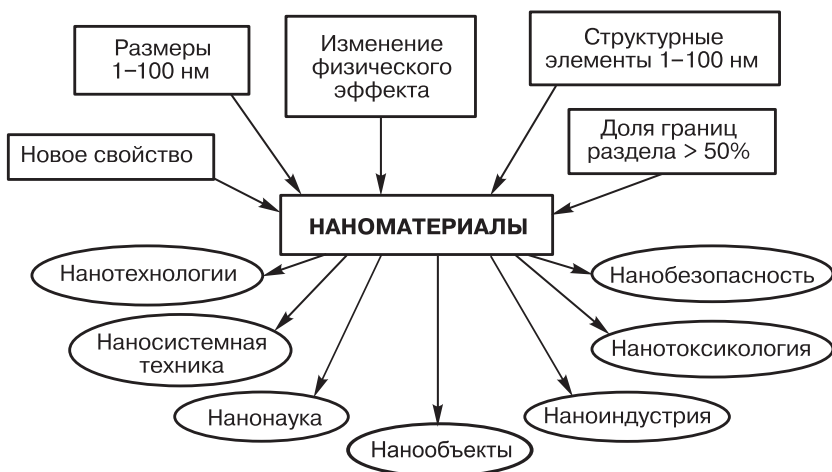 Размеры
1–100 нм
Изменение
физического
эффекта
Структурные
элементы 1–100 нм
Новое свойство
Доля границ
раздела > 50%
НАНОМАТЕРИАЛЫ
Нанотехнологии
Нанобезопасность
Наносистемная
техника
Нанотоксикология
Нанонаука
Наноиндустрия
Нанообъекты